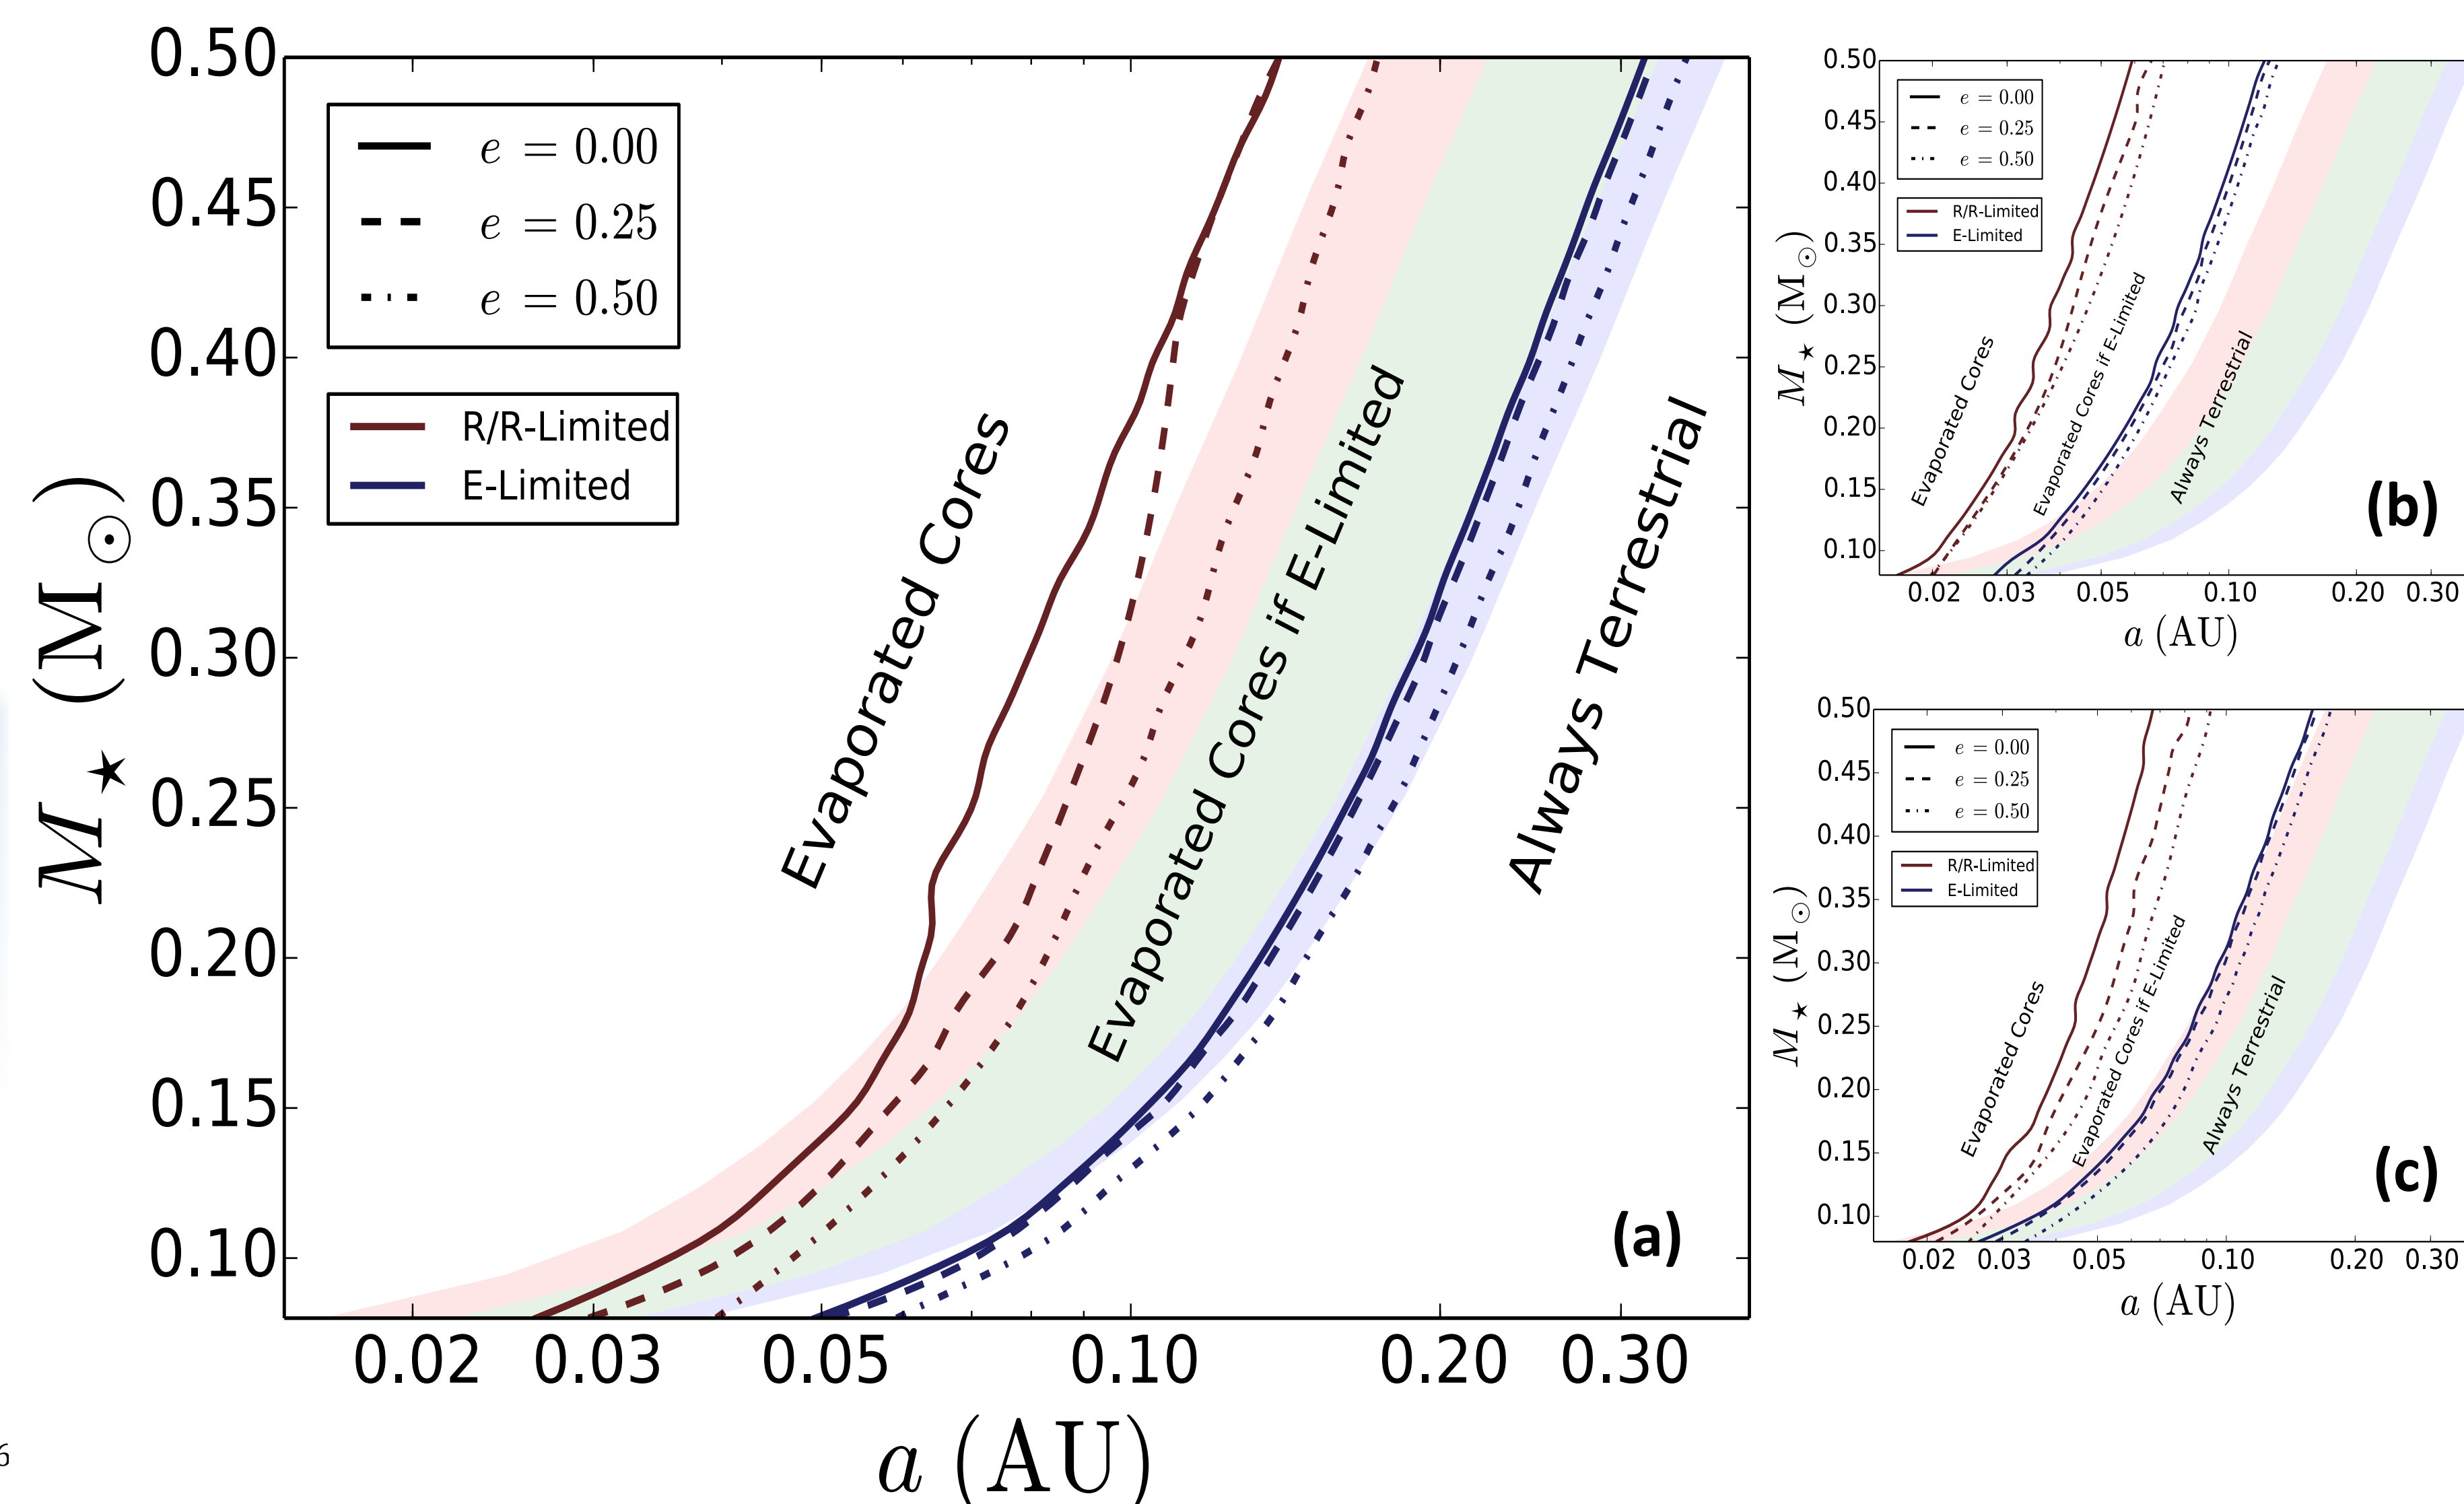 0.50
0.45
0.40
0.35
0.30
0.25
0.20
0.15
0.10
M★ (M☉)
e = 0.00
e = 0.25
e = 0.50
R/R-Limited
E-Limited
Evaporated Cores
Evaporated Cores if E-Limited
Always Terrestrial
(a)
0.02 0.03 0.05 0.10 0.20 0.30
a (AU)
0.50
0.45
0.40
0.35
0.30
0.25
0.20
0.15
0.10
M★ (M☉)
e = 0.00
e = 0.25
e = 0.50
R/R-Limited
E-Limited
Evaporated Cores
Evaporated Cores if E-Limited
Always Terrestrial
(b)
0.02 0.03 0.05 0.10 0.20 0.30
a (AU)
0.50
0.45
0.40
0.35
0.30
0.25
0.20
0.15
0.10
M★ (M☉)
e = 0.00
e = 0.25
e = 0.50
R/R-Limited
E-Limited
Evaporated Cores
Evaporated Cores if E-Limited
Always Terrestrial
(c)
0.02 0.03 0.05 0.10 0.20 0.30
a (AU)
6